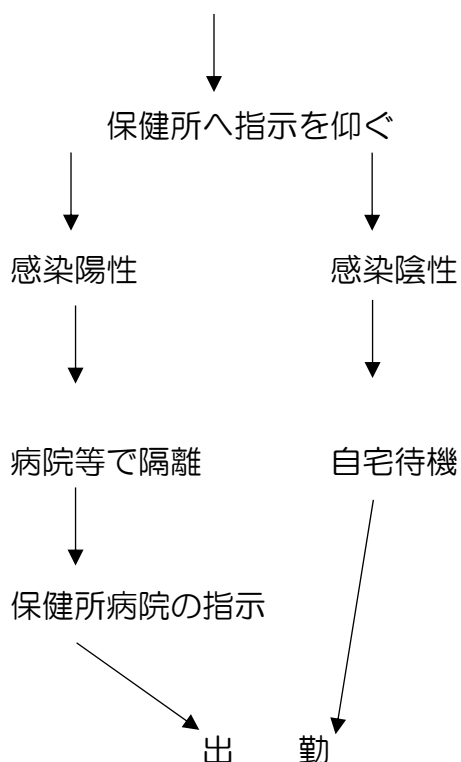 保健所へ指示を仰ぐ
感染陽性 感染陰性
病院等で隔離 自宅待機
保健所病院の指示
出　　勤